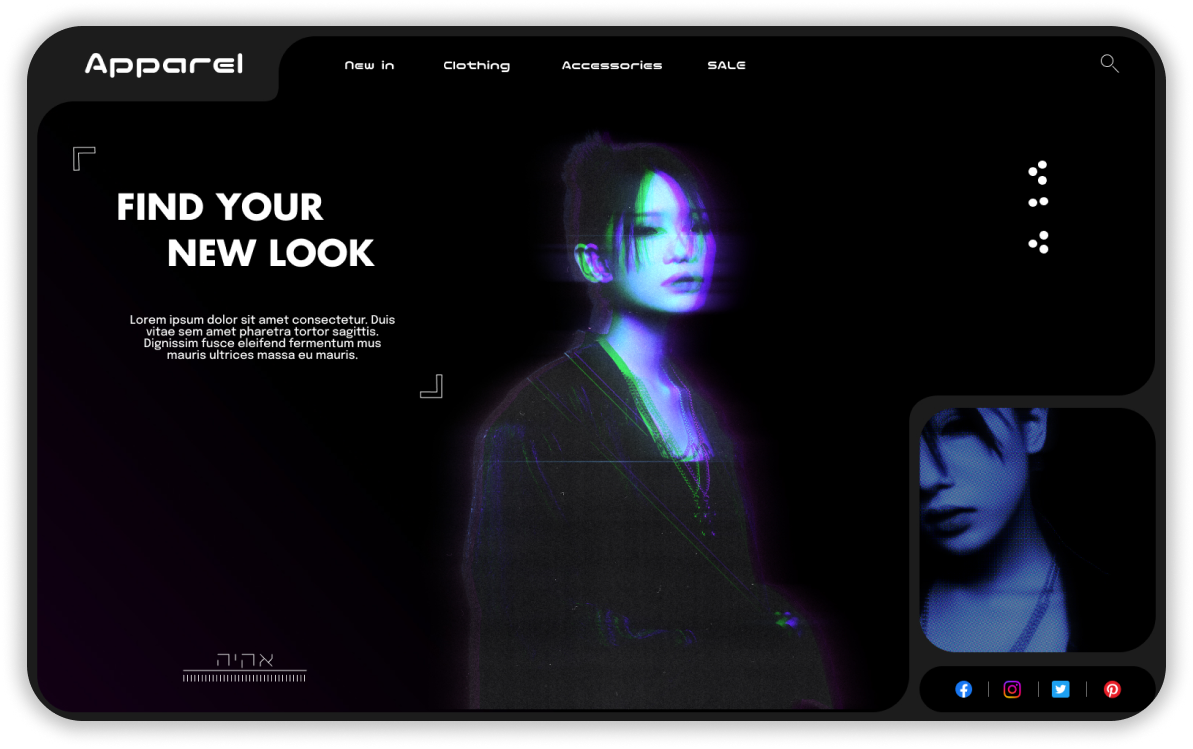 Apparel
New in
Clothing
Accessories
SALE
FIND YOUR
NEW LOOK
Lorem ipsum dolor sit amet consectetur. Duis
vitae sem amet pharetra tortor sagittis.
Dignissim fusce eleifend fermentum mus
mauris ultrices massa eu mauris.